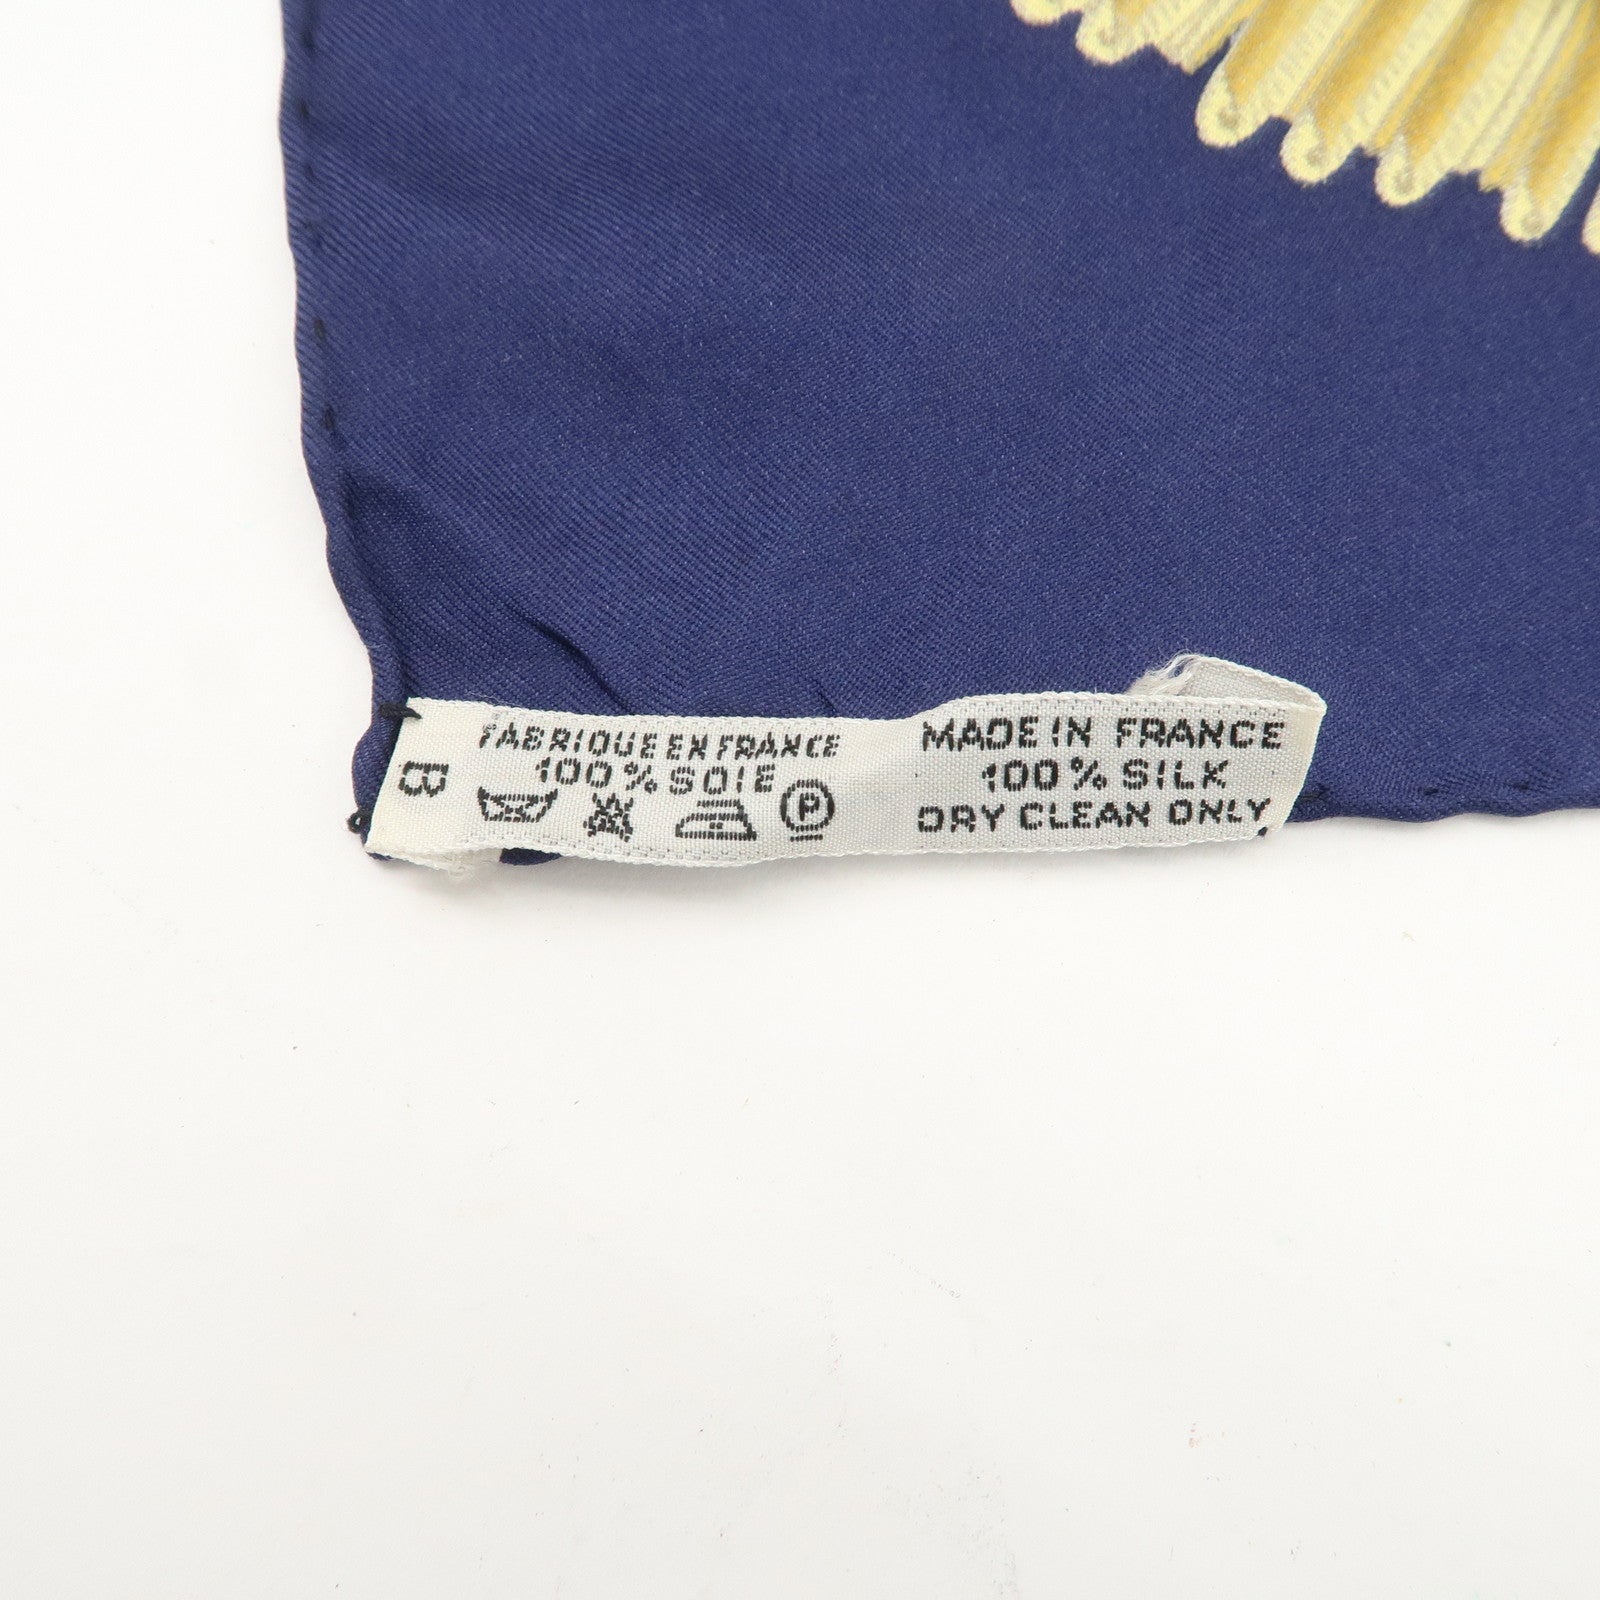 B
FABRIQUE EN FRANCE
100% SOIE
P
MADE IN FRANCE
100% SILK
DRY CLEAN ONLY